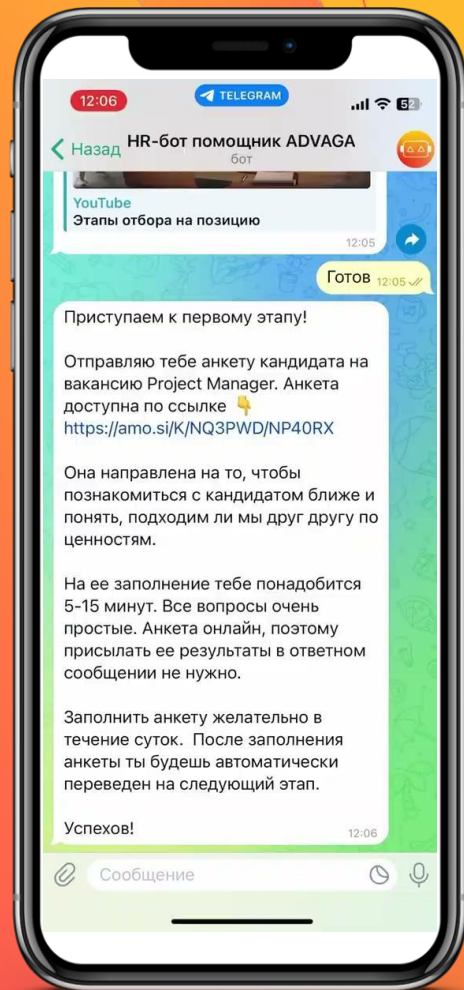 12:06
TELEGRAM
52
Назад
HR-бот помощник ADVAGA
бот
YouTube
Этапы отбора на позицию
12:05
Готов 12:05
Приступаем к первому этапу!
Отправляю тебе анкету кандидата на
вакансию Project Manager. Анкета
доступна по ссылке 👇
https://amo.si/K/NQ3PWD/NP40RX
Она направлена на то, чтобы
познакомиться с кандидатом ближе и
понять, подходим ли мы друг другу по
ценностям.
На ее заполнение тебе понадобится
5-15 минут. Все вопросы очень
простые. Анкета онлайн, поэтому
присылать ее результаты в ответном
сообщении не нужно.
Заполнить анкету желательно в
течение суток.  После заполнения
анкеты ты будешь автоматически
переведен на следующий этап.
Успехов!
12:06
Сообщение